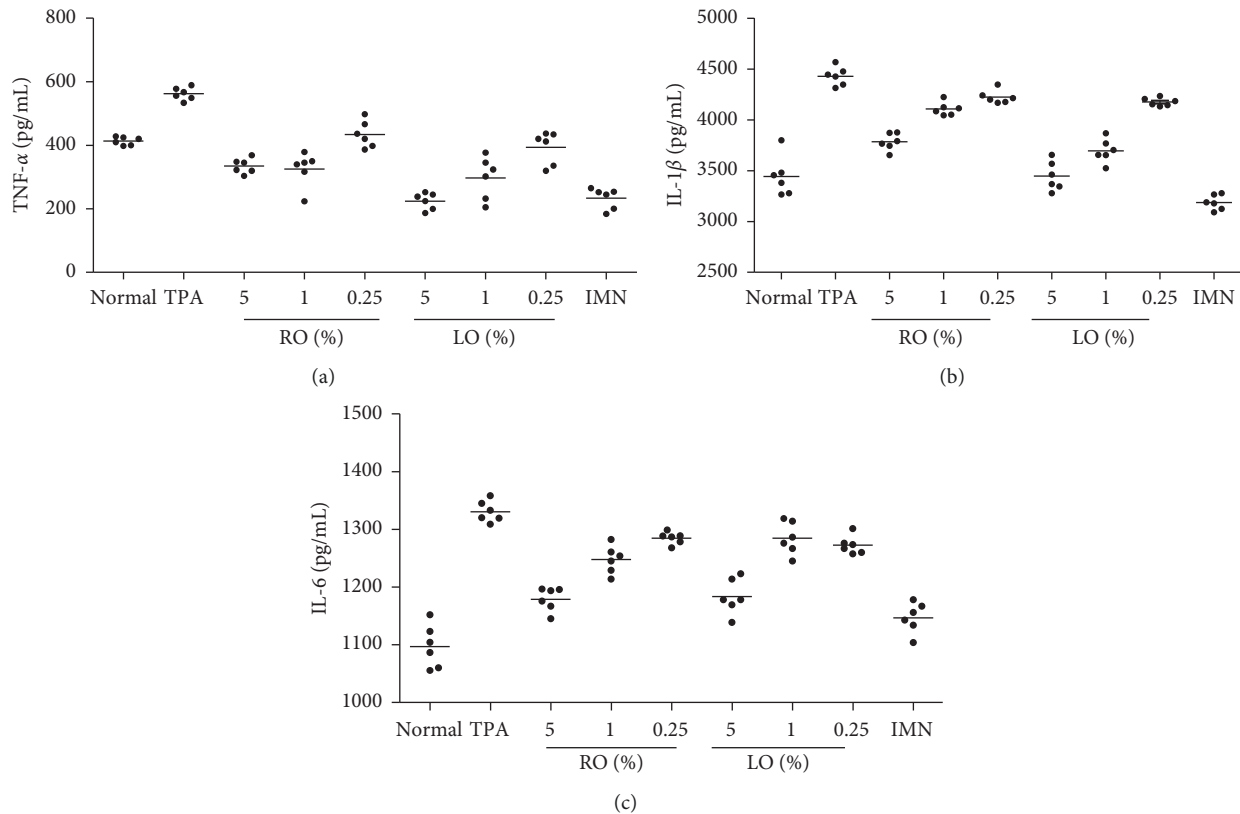 800
600
400
200
0
TNF-α (pg/mL)
Normal TPA 5 1 0.25 5 1 0.25 IMN
RO (%) LO (%)
(a)
5000
4500
4000
3500
3000
2500
IL-1β (pg/mL)
Normal TPA 5 1 0.25 5 1 0.25 IMN
RO (%) LO (%)
(b)
1500
1400
1300
1200
1100
1000
IL-6 (pg/mL)
Normal TPA 5 1 0.25 5 1 0.25 IMN
RO (%) LO (%)
(c)